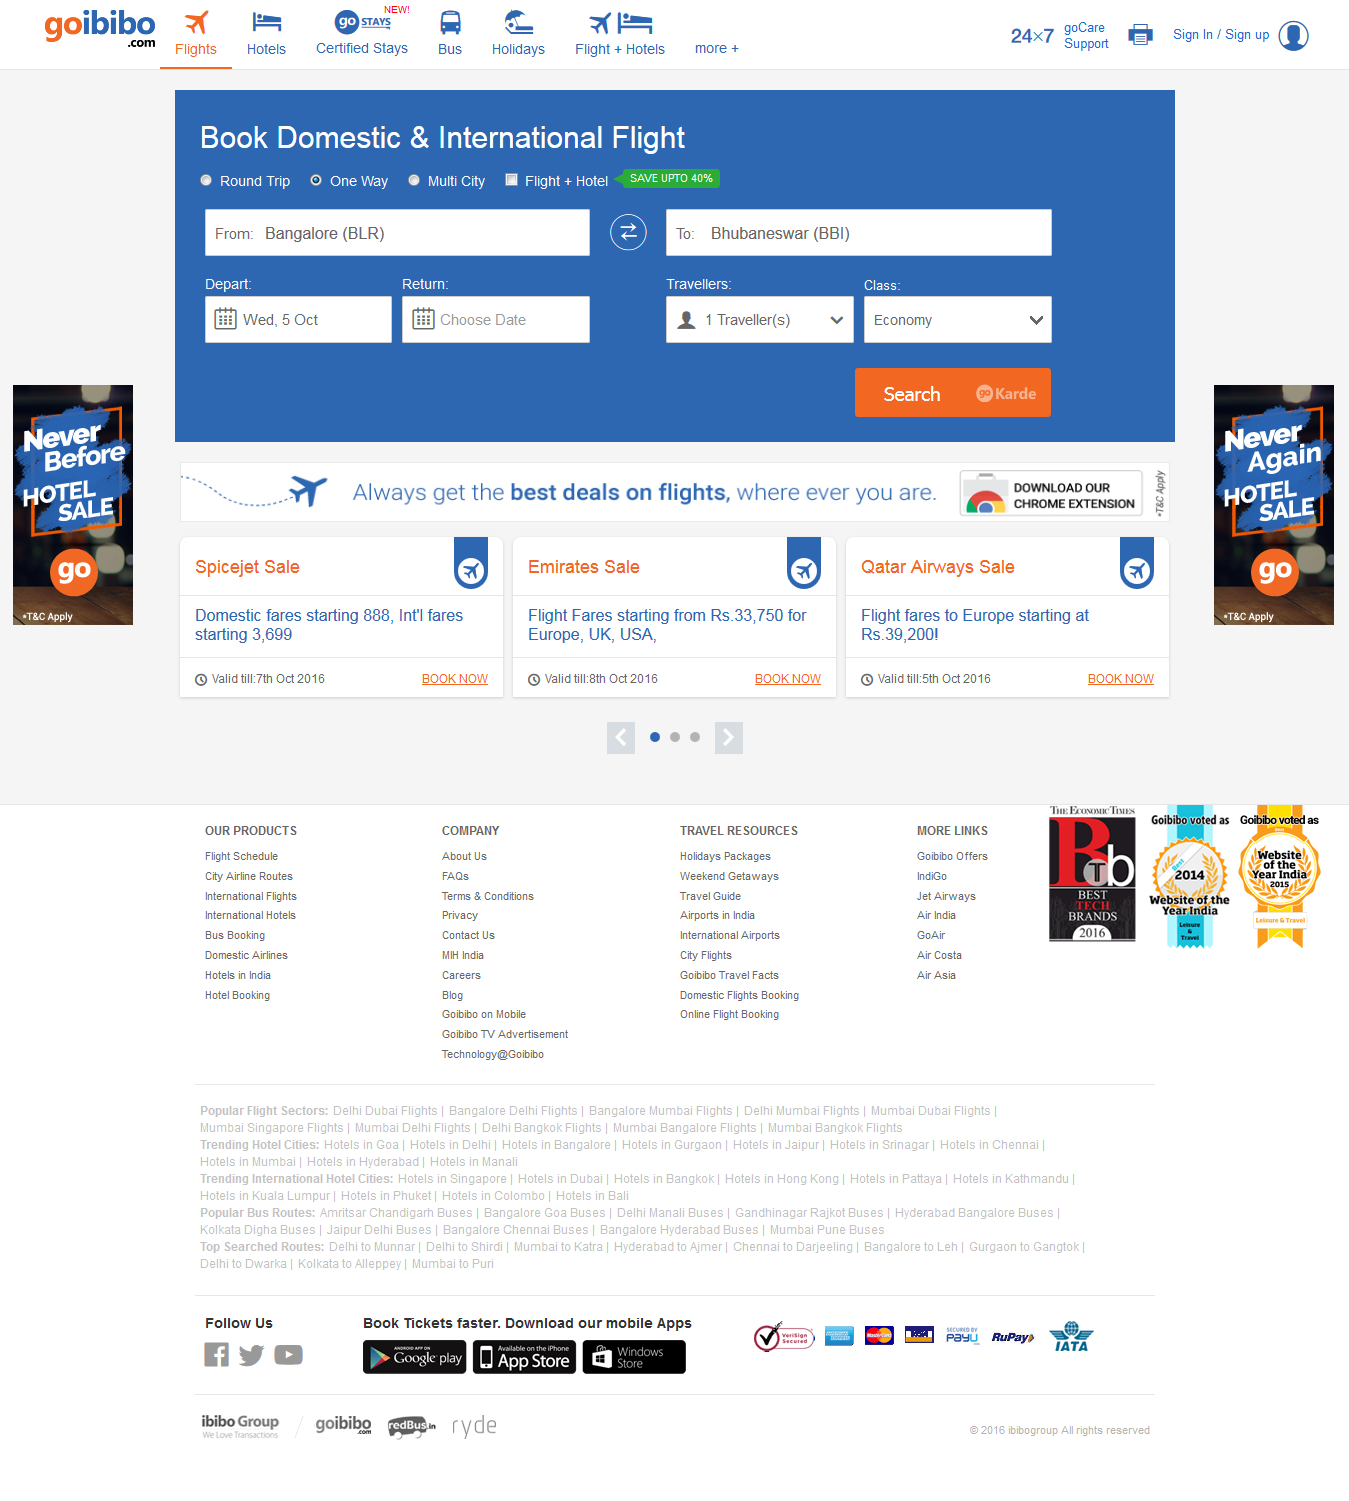 goibibo
.com
Flights
Hotels
go STAYS
NEW!
Certified Stays
Bus
Holidays
Flight + Hotels
more +
24×7
goCare
Support
Sign In / Sign up
Book Domestic & International Flight
Round Trip
One Way
Multi City
Flight + Hotel
SAVE UPTO 40%
From: Bangalore (BLR)
To: Bhubaneswar (BBI)
Depart:
Return:
Travellers:
Class:
Wed, 5 Oct
Choose Date
1 Traveller(s)
Economy
Search
go Karde
Never
Before
HOTEL
SALE
go
*T&C Apply
Never
Again
HOTEL
SALE
go
*T&C Apply
Always get the best deals on flights, where ever you are.
DOWNLOAD OUR
CHROME EXTENSION
*T&C Apply
Spicejet Sale
Domestic fares starting 888, Int'l fares
starting 3,699
Valid till:7th Oct 2016
BOOK NOW
Emirates Sale
Flight Fares starting from Rs.33,750 for
Europe, UK, USA,
Valid till:8th Oct 2016
BOOK NOW
Qatar Airways Sale
Flight fares to Europe starting at
Rs.39,200!
Valid till:5th Oct 2016
BOOK NOW
OUR PRODUCTS
Flight Schedule
City Airline Routes
International Flights
International Hotels
Bus Booking
Domestic Airlines
Hotels in India
Hotel Booking
COMPANY
About Us
FAQs
Terms & Conditions
Privacy
Contact Us
MIH India
Careers
Blog
Goibibo on Mobile
Goibibo TV Advertisement
Technology@Goibibo
TRAVEL RESOURCES
Holidays Packages
Weekend Getaways
Travel Guide
Airports in India
International Airports
City Flights
Goibibo Travel Facts
Domestic Flights Booking
Online Flight Booking
MORE LINKS
Goibibo Offers
IndiGo
Jet Airways
Air India
GoAir
Air Costa
Air Asia
THE ECONOMIC TIMES
BTb
BEST
TECH
BRANDS
2016
Goibibo voted as
Best
2014
Website of the
Year India
Leisure
&
Travel
Goibibo voted as
Best
Website
of the
Year India
2015
Leisure & Travel
Popular Flight Sectors: Delhi Dubai Flights | Bangalore Delhi Flights | Bangalore Mumbai Flights | Delhi Mumbai Flights | Mumbai Dubai Flights |
Mumbai Singapore Flights | Mumbai Delhi Flights | Delhi Bangkok Flights | Mumbai Bangalore Flights | Mumbai Bangkok Flights
Trending Hotel Cities: Hotels in Goa | Hotels in Delhi | Hotels in Bangalore | Hotels in Gurgaon | Hotels in Jaipur | Hotels in Srinagar | Hotels in Chennai |
Hotels in Mumbai | Hotels in Hyderabad | Hotels in Manali
Trending International Hotel Cities: Hotels in Singapore | Hotels in Dubai | Hotels in Bangkok | Hotels in Hong Kong | Hotels in Pattaya | Hotels in Kathmandu |
Hotels in Kuala Lumpur | Hotels in Phuket | Hotels in Colombo | Hotels in Bali
Popular Bus Routes: Amritsar Chandigarh Buses | Bangalore Goa Buses | Delhi Manali Buses | Gandhinagar Rajkot Buses | Hyderabad Bangalore Buses |
Kolkata Digha Buses | Jaipur Delhi Buses | Bangalore Chennai Buses | Bangalore Hyderabad Buses | Mumbai Pune Buses
Top Searched Routes: Delhi to Munnar | Delhi to Shirdi | Mumbai to Katra | Hyderabad to Ajmer | Chennai to Darjeeling | Bangalore to Leh | Gurgaon to Gangtok |
Delhi to Dwarka | Kolkata to Alleppey | Mumbai to Puri
Follow Us
Book Tickets faster. Download our mobile Apps
ANDROID APP ON
Google play
Available on the iPhone
App Store
Windows
Store
VeriSign
Secured
AMERICAN EXPRESS
MasterCard
VISA
SECURED BY
PayU
RuPay
IATA
ibibo Group
We Love Transactions
goibibo
.com
redBus.in
ryde
© 2016 ibibogroup All rights reserved